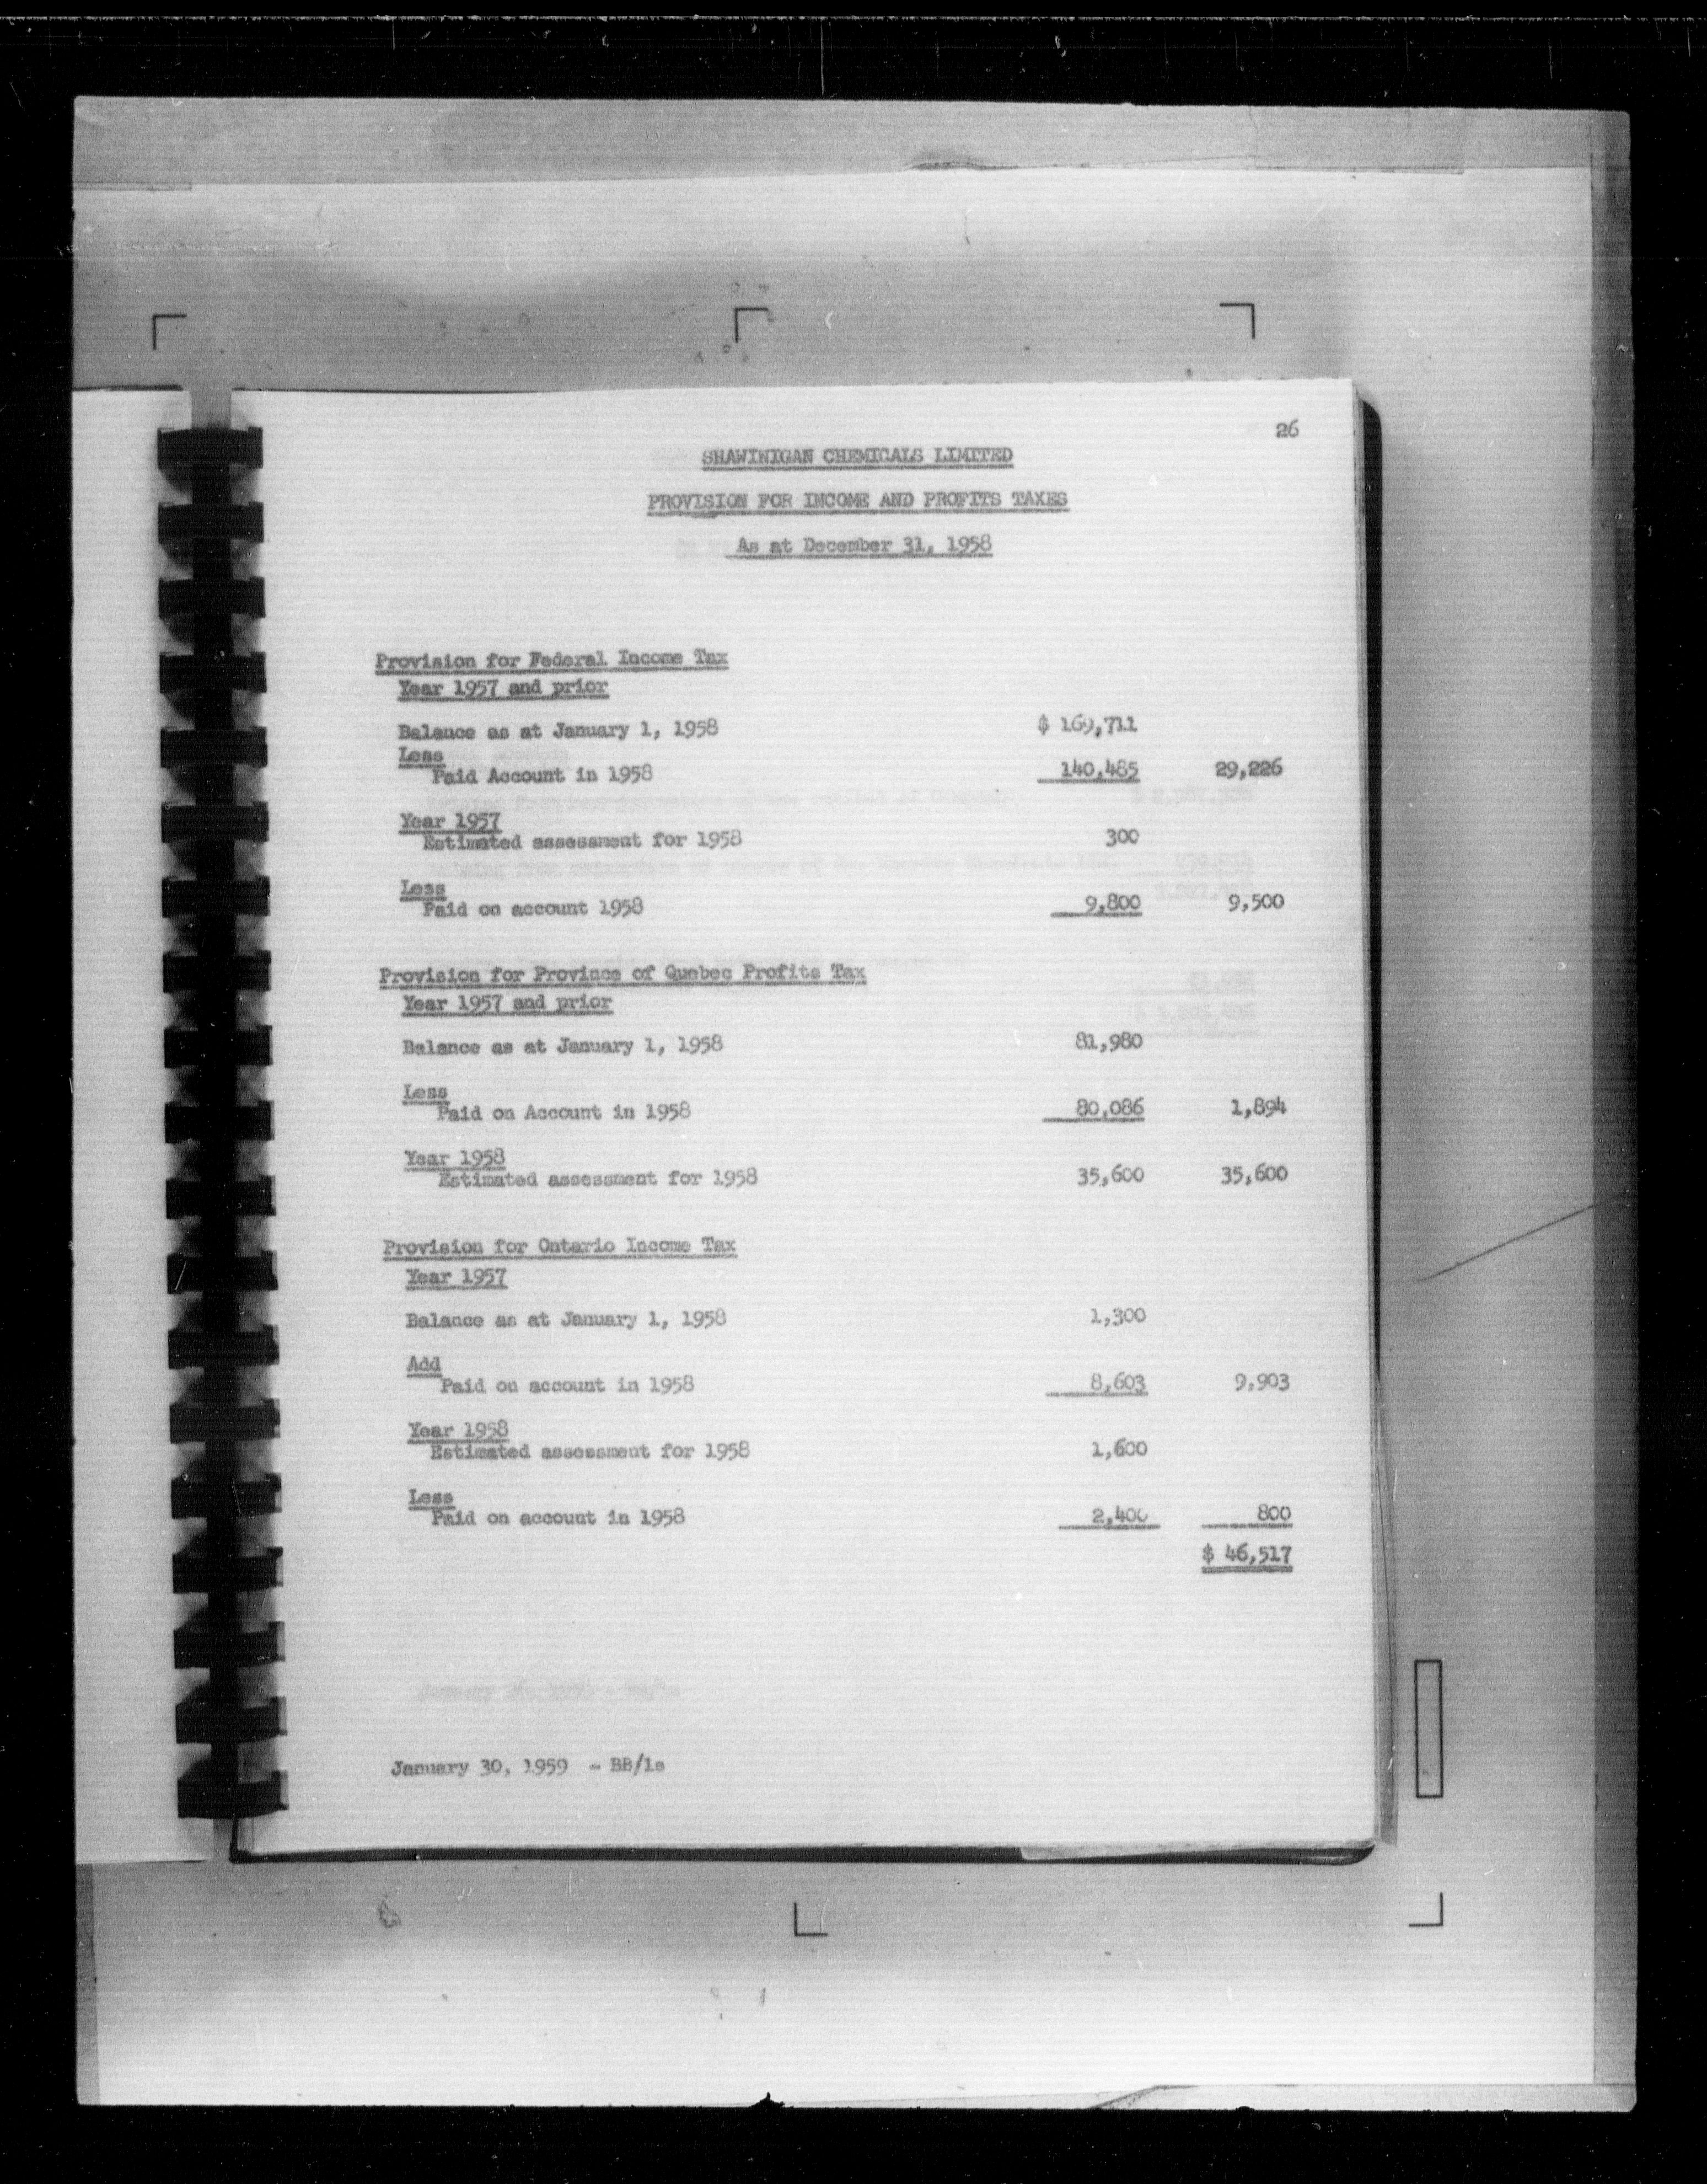 26
SHAWINIGAN CHEMICALS LIMITED
PROVISION FOR INCOME AND PROFITS TAXES
As at December 31, 1958
Provision for Federal Income Tax
Year 1957 and prior
Balance as at January 1, 1958 $ 169,711
Less
Paid Account in 1958 140,485 29,226
Year 1957
Estimated assessment for 1958 300
Less
Paid on account 1958 9,800 9,500
Provision for Province of Quebec Profits Tax
Year 1957 and prior
Balance as at January 1, 1958 81,980
Less
Paid on Account in 1958 80,086 1,894
Year 1958
Estimated assessment for 1958 35,600 35,600
Provision for Ontario Income Tax
Year 1957
Balance as at January 1, 1958 1,300
Add
Paid on account in 1958 8,603 9,903
Year 1958
Estimated assessment for 1958 1,600
Less
Paid on account in 1958 2,400 800
$ 46,517
January 30, 1959 - BB/ls